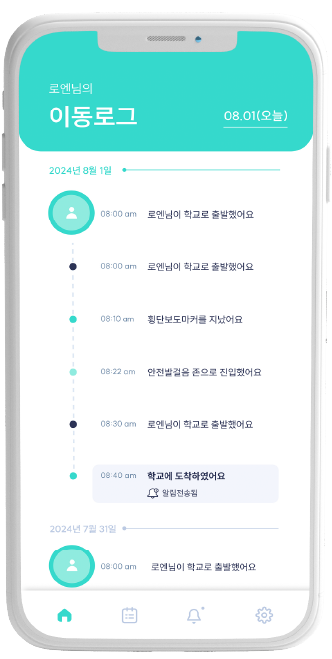 로엔님의
이동로그
08.01(오늘)
2024년 8월 1일
08:00 am 로엔님이 학교로 출발했어요
08:00 am 로엔님이 학교로 출발했어요
08:10 am 횡단보도마커를 지났어요
08:22 am 안전발걸음 존으로 진입했어요
08:30 am 로엔님이 학교로 출발했어요
08:40 am 학교에 도착하였어요
알림전송됨
2024년 7월 31일
08:00 am 로엔님이 학교로 출발했어요